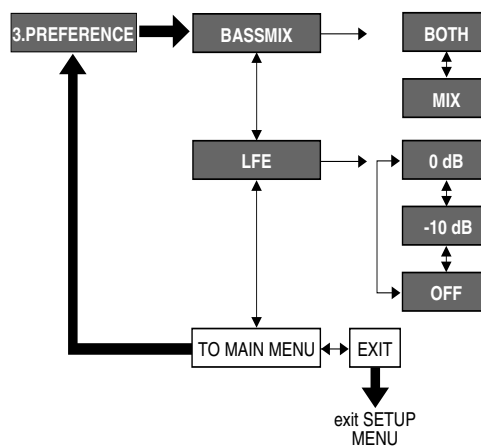 3.PREFERENCE
BASSMIX
BOTH
MIX
LFE
0 dB
-10 dB
OFF
TO MAIN MENU
EXIT
exit SETUP
MENU